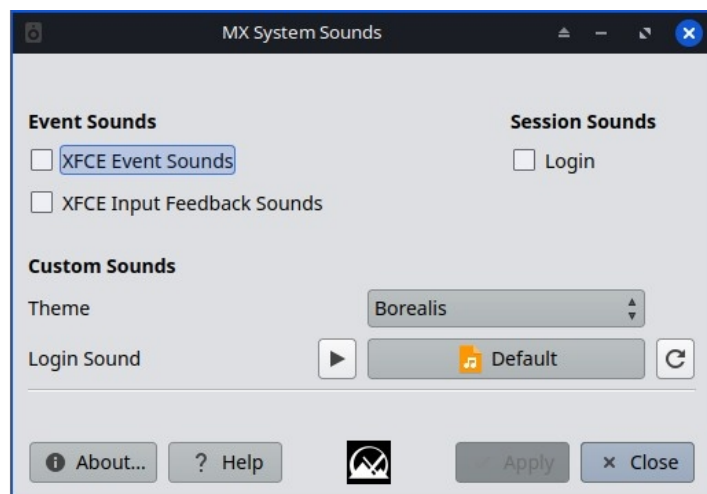 MX System Sounds
Event Sounds
Session Sounds
XFCE Event Sounds
Login
XFCE Input Feedback Sounds
Custom Sounds
Theme
Borealis
Login Sound
Default
About...
? Help
Apply
Close